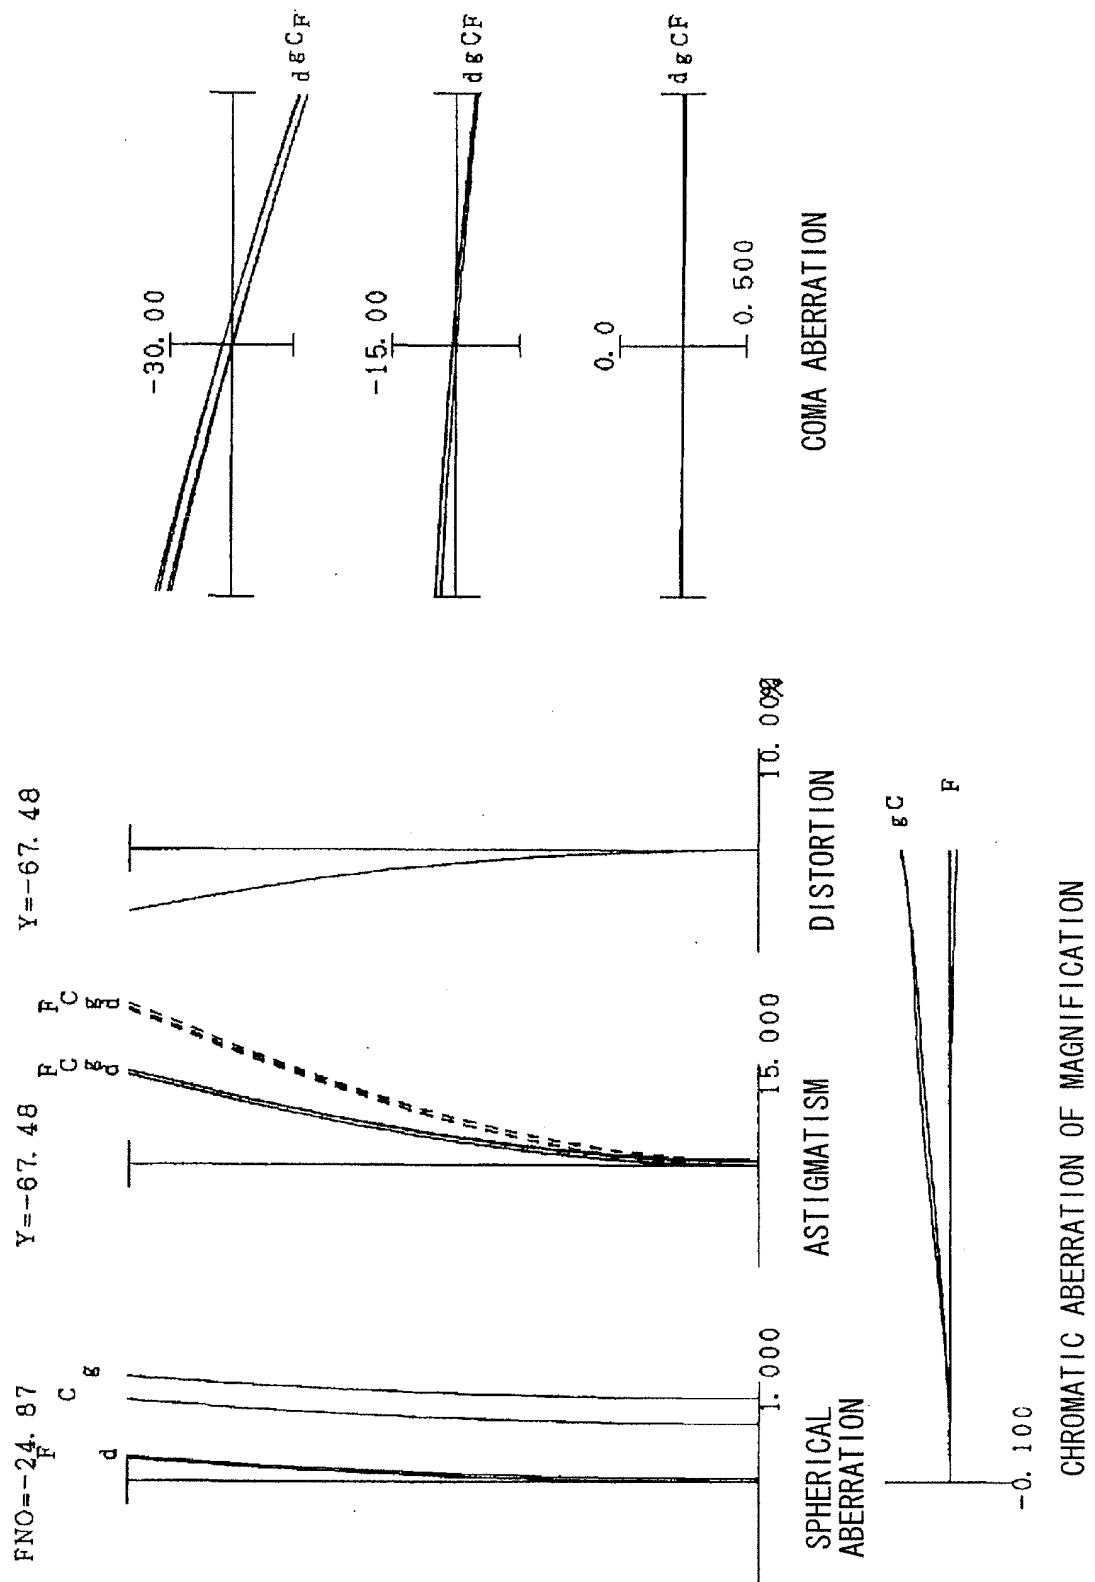 FNO=-24. 87
F
C
g
d
1. 000
SPHERICAL
ABERRATION
Y=-67. 48
F
C
g
d
F
C
g
d
15. 000
ASTIGMATISM
Y=-67. 48
10. 00%
DISTORTION
-30. 00
d g C F
-15. 00
d g C F
0. 0
d g C F
0. 500
COMA ABERRATION
g C
F
-0. 100
CHROMATIC ABERRATION OF MAGNIFICATION